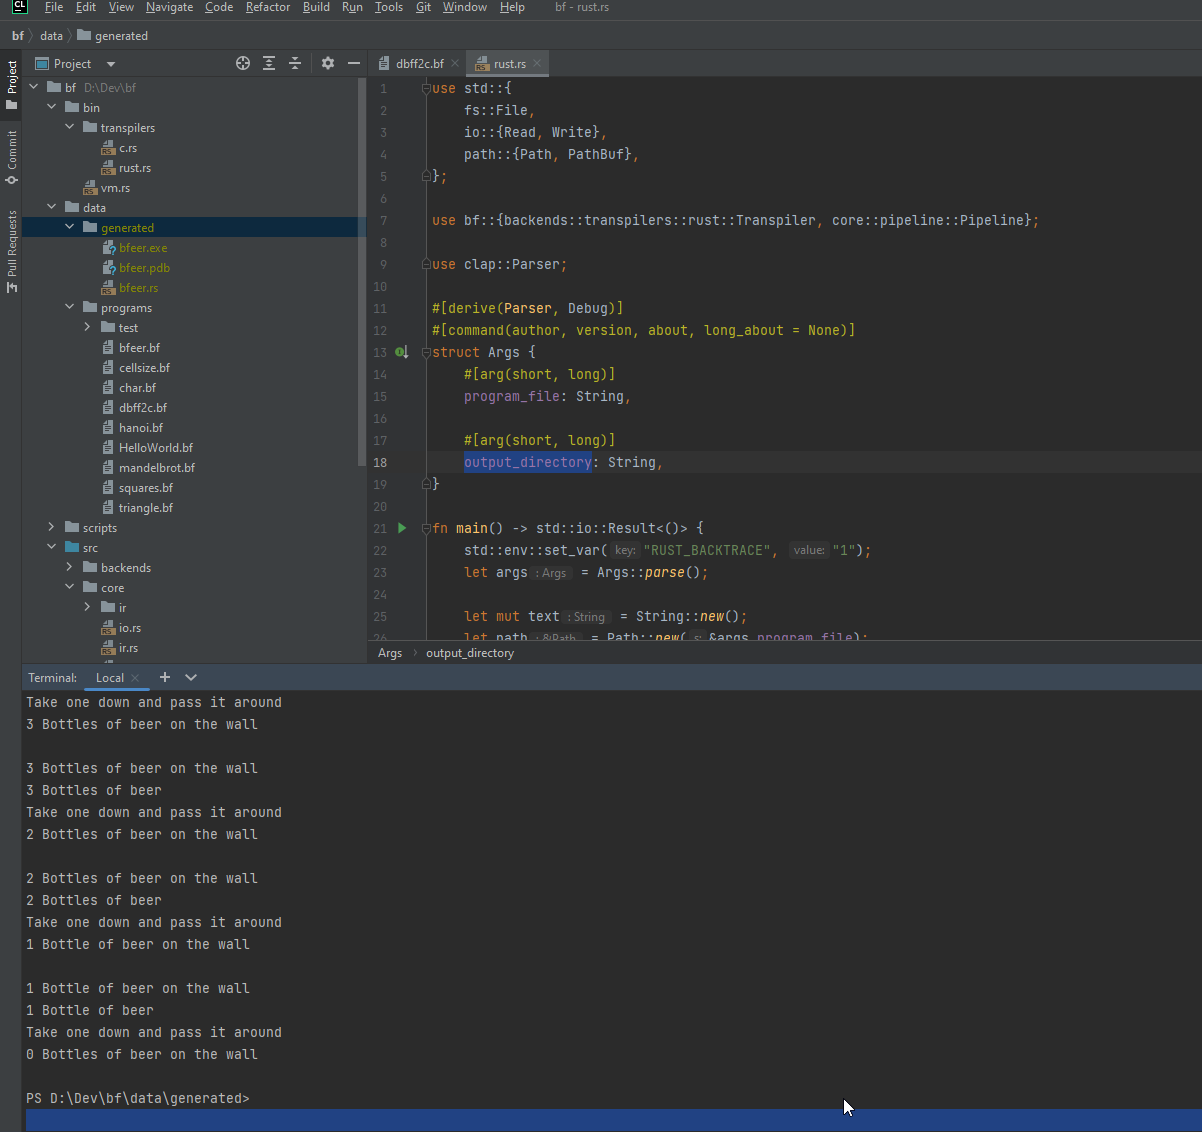 CL File Edit View Navigate Code Refactor Build Run Tools Git Window Help bf - rust.rs
bf data generated
Project
Commit
Pull Requests
Project
bf D:\Dev\bf
bin
transpilers
c.rs
rust.rs
vm.rs
data
generated
bfeer.exe
bfeer.pdb
bfeer.rs
programs
test
bfeer.bf
cellsize.bf
char.bf
dbff2c.bf
hanoi.bf
HelloWorld.bf
mandelbrot.bf
squares.bf
triangle.bf
scripts
src
backends
core
ir
io.rs
ir.rs
dbff2c.bf rust.rs
1 use std::{
2 fs::File,
3 io::{Read, Write},
4 path::{Path, PathBuf},
5 };
6
7 use bf::{backends::transpilers::rust::Transpiler, core::pipeline::Pipeline};
8
9 use clap::Parser;
10
11 #[derive(Parser, Debug)]
12 #[command(author, version, about, long_about = None)]
13 struct Args {
14 #[arg(short, long)]
15 program_file: String,
16
17 #[arg(short, long)]
18 output_directory: String,
19 }
20
21 fn main() -> std::io::Result<()> {
22 std::env::set_var( key: "RUST_BACKTRACE", value: "1");
23 let args : Args = Args::parse();
24
25 let mut text : String = String::new();
26 let path : &Path = Path::new( s: &args.program_file);
Args output_directory
Terminal: Local
Take one down and pass it around
3 Bottles of beer on the wall

3 Bottles of beer on the wall
3 Bottles of beer
Take one down and pass it around
2 Bottles of beer on the wall

2 Bottles of beer on the wall
2 Bottles of beer
Take one down and pass it around
1 Bottle of beer on the wall

1 Bottle of beer on the wall
1 Bottle of beer
Take one down and pass it around
0 Bottles of beer on the wall

PS D:\Dev\bf\data\generated>